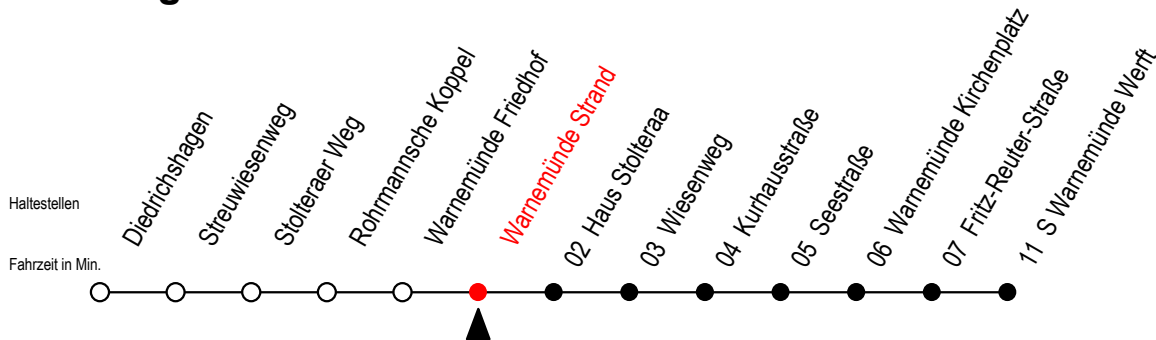 Haltestellen
Fahrzeit in Min.
Diedrichshagen
Streuwiesenweg
Stolteraer Weg
Rohrmannsche Koppel
Warnemünde Friedhof
Warnemünde Strand
02 Haus Stolteraa
03 Wiesenweg
04 Kurhausstraße
05 Seestraße
06 Warnemünde Kirchenplatz
07 Fritz-Reuter-Straße
11 S Warnemünde Werft